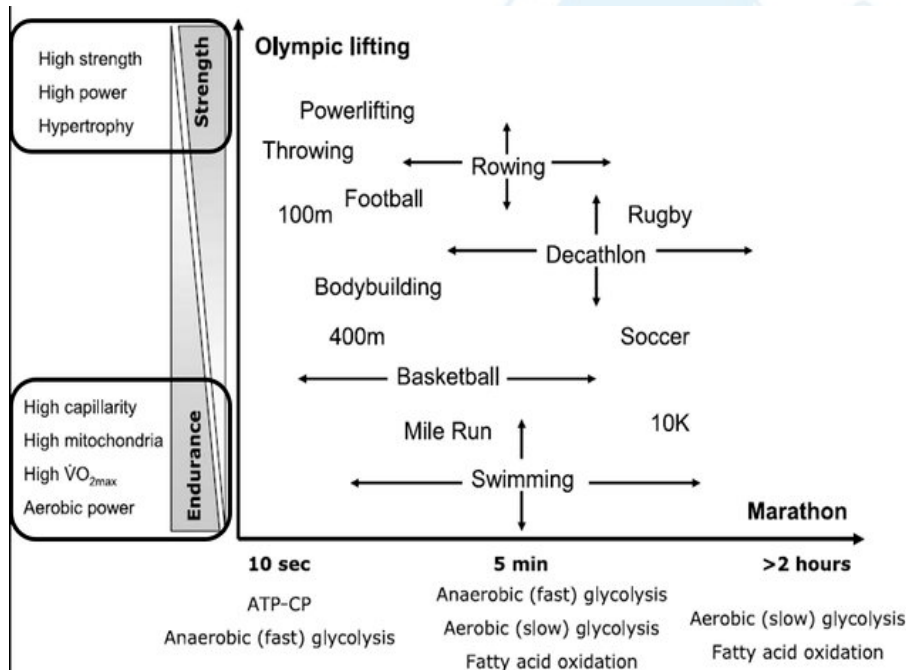 High strength
High power
Hypertrophy
Strength
High capillarity
High mitochondria
High V̇O₂max
Aerobic power
Endurance
Olympic lifting
Powerlifting
Throwing
Rowing
Football
100m
Rugby
Decathlon
Bodybuilding
400m
Soccer
Basketball
Mile Run
10K
Swimming
Marathon
10 sec
5 min
>2 hours
ATP-CP
Anaerobic (fast) glycolysis
Anaerobic (fast) glycolysis
Aerobic (slow) glycolysis
Fatty acid oxidation
Aerobic (slow) glycolysis
Fatty acid oxidation